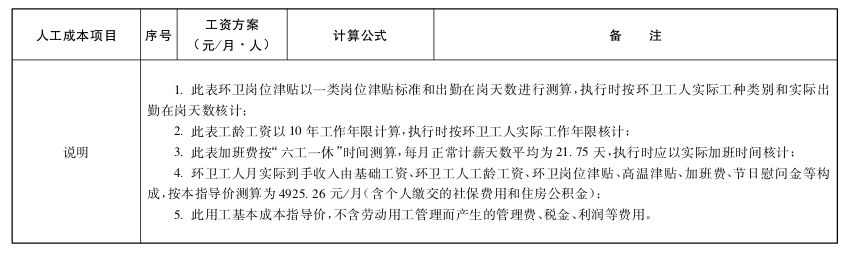 人工成本项目 序号 工资方案 计算公式 备 注
（元/月·人）
说明
1. 此表环卫岗位津贴以一类岗位津贴标准和出勤在岗天数进行测算,执行时按环卫工人实际工种类别和实际出
勤在岗天数核计;
2. 此表工龄工资以10年工作年限计算,执行时按环卫工人实际工作年限核计;
3. 此表加班费按“六工一休”时间测算,每月正常计薪天数平均为21.75天,执行时应以实际加班时间核计;
4. 环卫工人月实际到手收入由基础工资、环卫工人工龄工资、环卫岗位津贴、高温津贴、加班费、节日慰问金等构
成,按本指导价测算为4925.26元/月(含个人缴交的社保费用和住房公积金);
5. 此用工基本成本指导价,不含劳动用工管理而产生的管理费、税金、利润等费用。